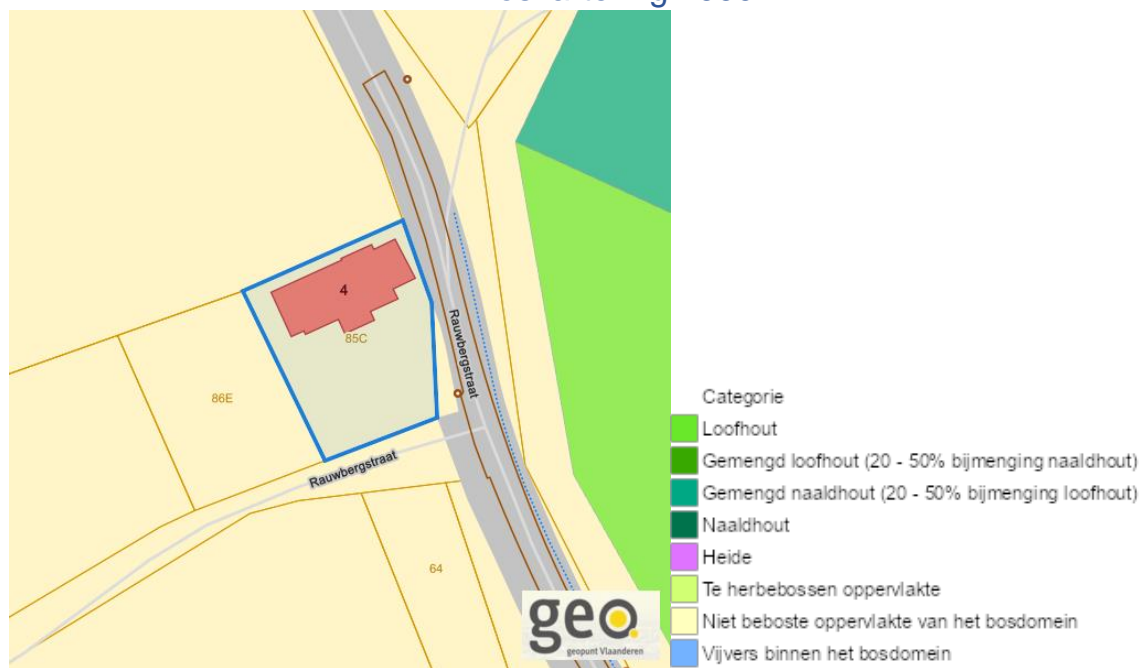 4
85C
86E
Rauwbergstraat
Rauwbergstraat
64
geo
geopunt Vlaanderen
Categorie
Loofhout
Gemengd loofhout (20 - 50% bijmenging naaldhout)
Gemengd naaldhout (20 - 50% bijmenging loofhout)
Naaldhout
Heide
Te herbebossen oppervlakte
Niet beboste oppervlakte van het bosdomein
Vijvers binnen het bosdomein